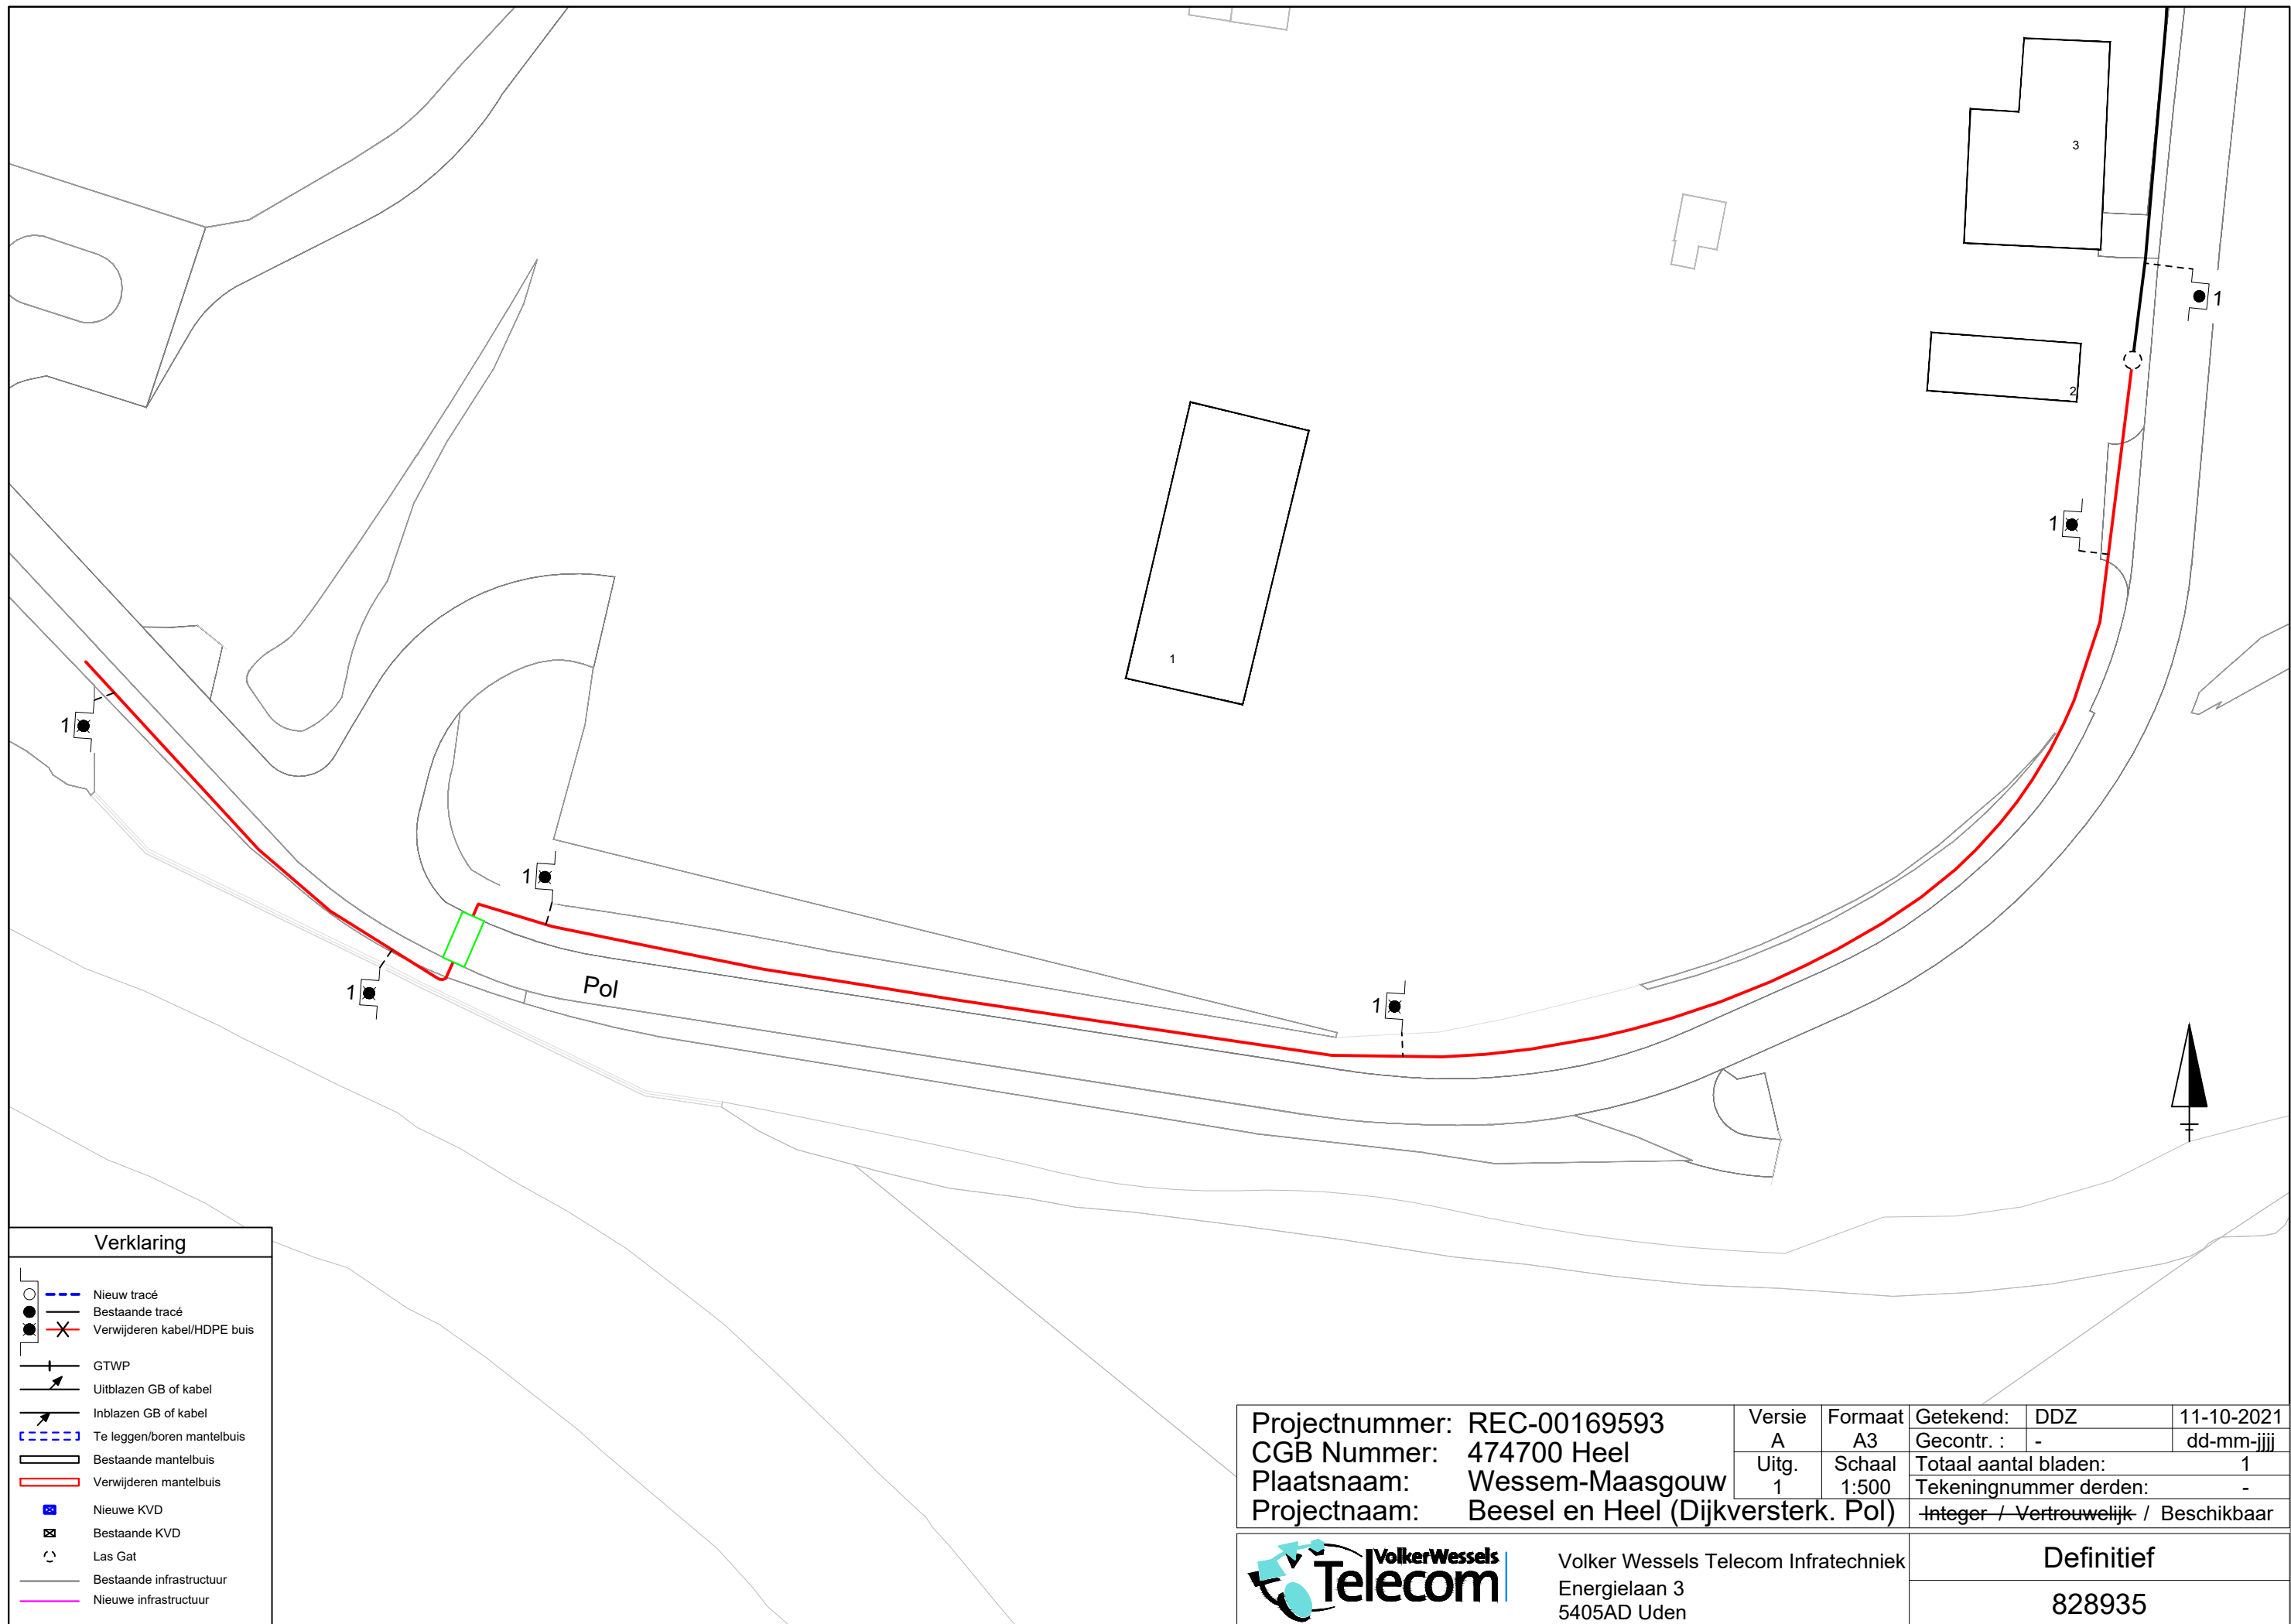 3
1
2
1
1
1
1
1
1
Pol
Verklaring
Nieuw tracé
Bestaande tracé
Verwijderen kabel/HDPE buis
GTWP
Uitblazen GB of kabel
Inblazen GB of kabel
Te leggen/boren mantelbuis
Bestaande mantelbuis
Verwijderen mantelbuis
Nieuwe KVD
Bestaande KVD
Las Gat
Bestaande infrastructuur
Nieuwe infrastructuur
Projectnummer: REC-00169593
CGB Nummer: 474700 Heel
Plaatsnaam: Wessem-Maasgouw
Projectnaam: Beesel en Heel (Dijkversterk. Pol)
Versie Formaat Getekend: DDZ 11-10-2021
A A3 Gecontr. : - dd-mm-jjjj
Uitg. Schaal Totaal aantal bladen: 1
1 1:500 Tekeningnummer derden: -
Integer / Vertrouwelijk / Beschikbaar
VolkerWessels
Telecom
Volker Wessels Telecom Infratechniek
Energielaan 3
5405AD Uden
Definitief
828935